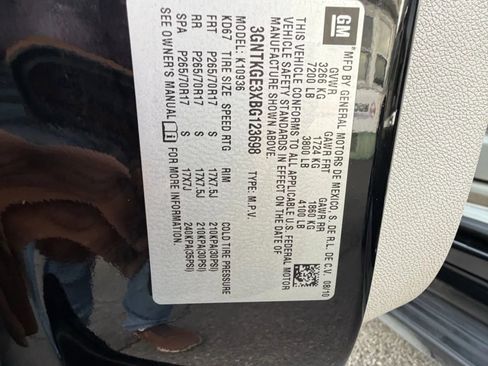 GM
MFD BY GENERAL MOTORS DE MEXICO, S. DE R.L. DE C.V. 08/10
GVWR GAWR FRT GAWR RR
3266 KG 1724 KG 1860 KG
7200 LB 3800 LB 4100 LB
THIS VEHICLE CONFORMS TO ALL APPLICABLE U.S. FEDERAL MOTOR
VEHICLE SAFETY STANDARDS IN EFFECT ON THE DATE OF
MANUFACTURE SHOWN ABOVE.
3GNTKGE3XBG123698 TYPE: M.P.V.
MODEL: K10936
KD67 TIRE SIZE SPEED RTG RIM COLD TIRE PRESSURE
FRT P265/70R17 S 17X7.5J 210KPA(30PSI)
RR P265/70R17 S 17X7.5J 210KPA(30PSI)
SPA P265/70R17 S 17X7J 240KPA(35PSI)
SEE OWNER'S MANUAL i FOR MORE INFORMATION.